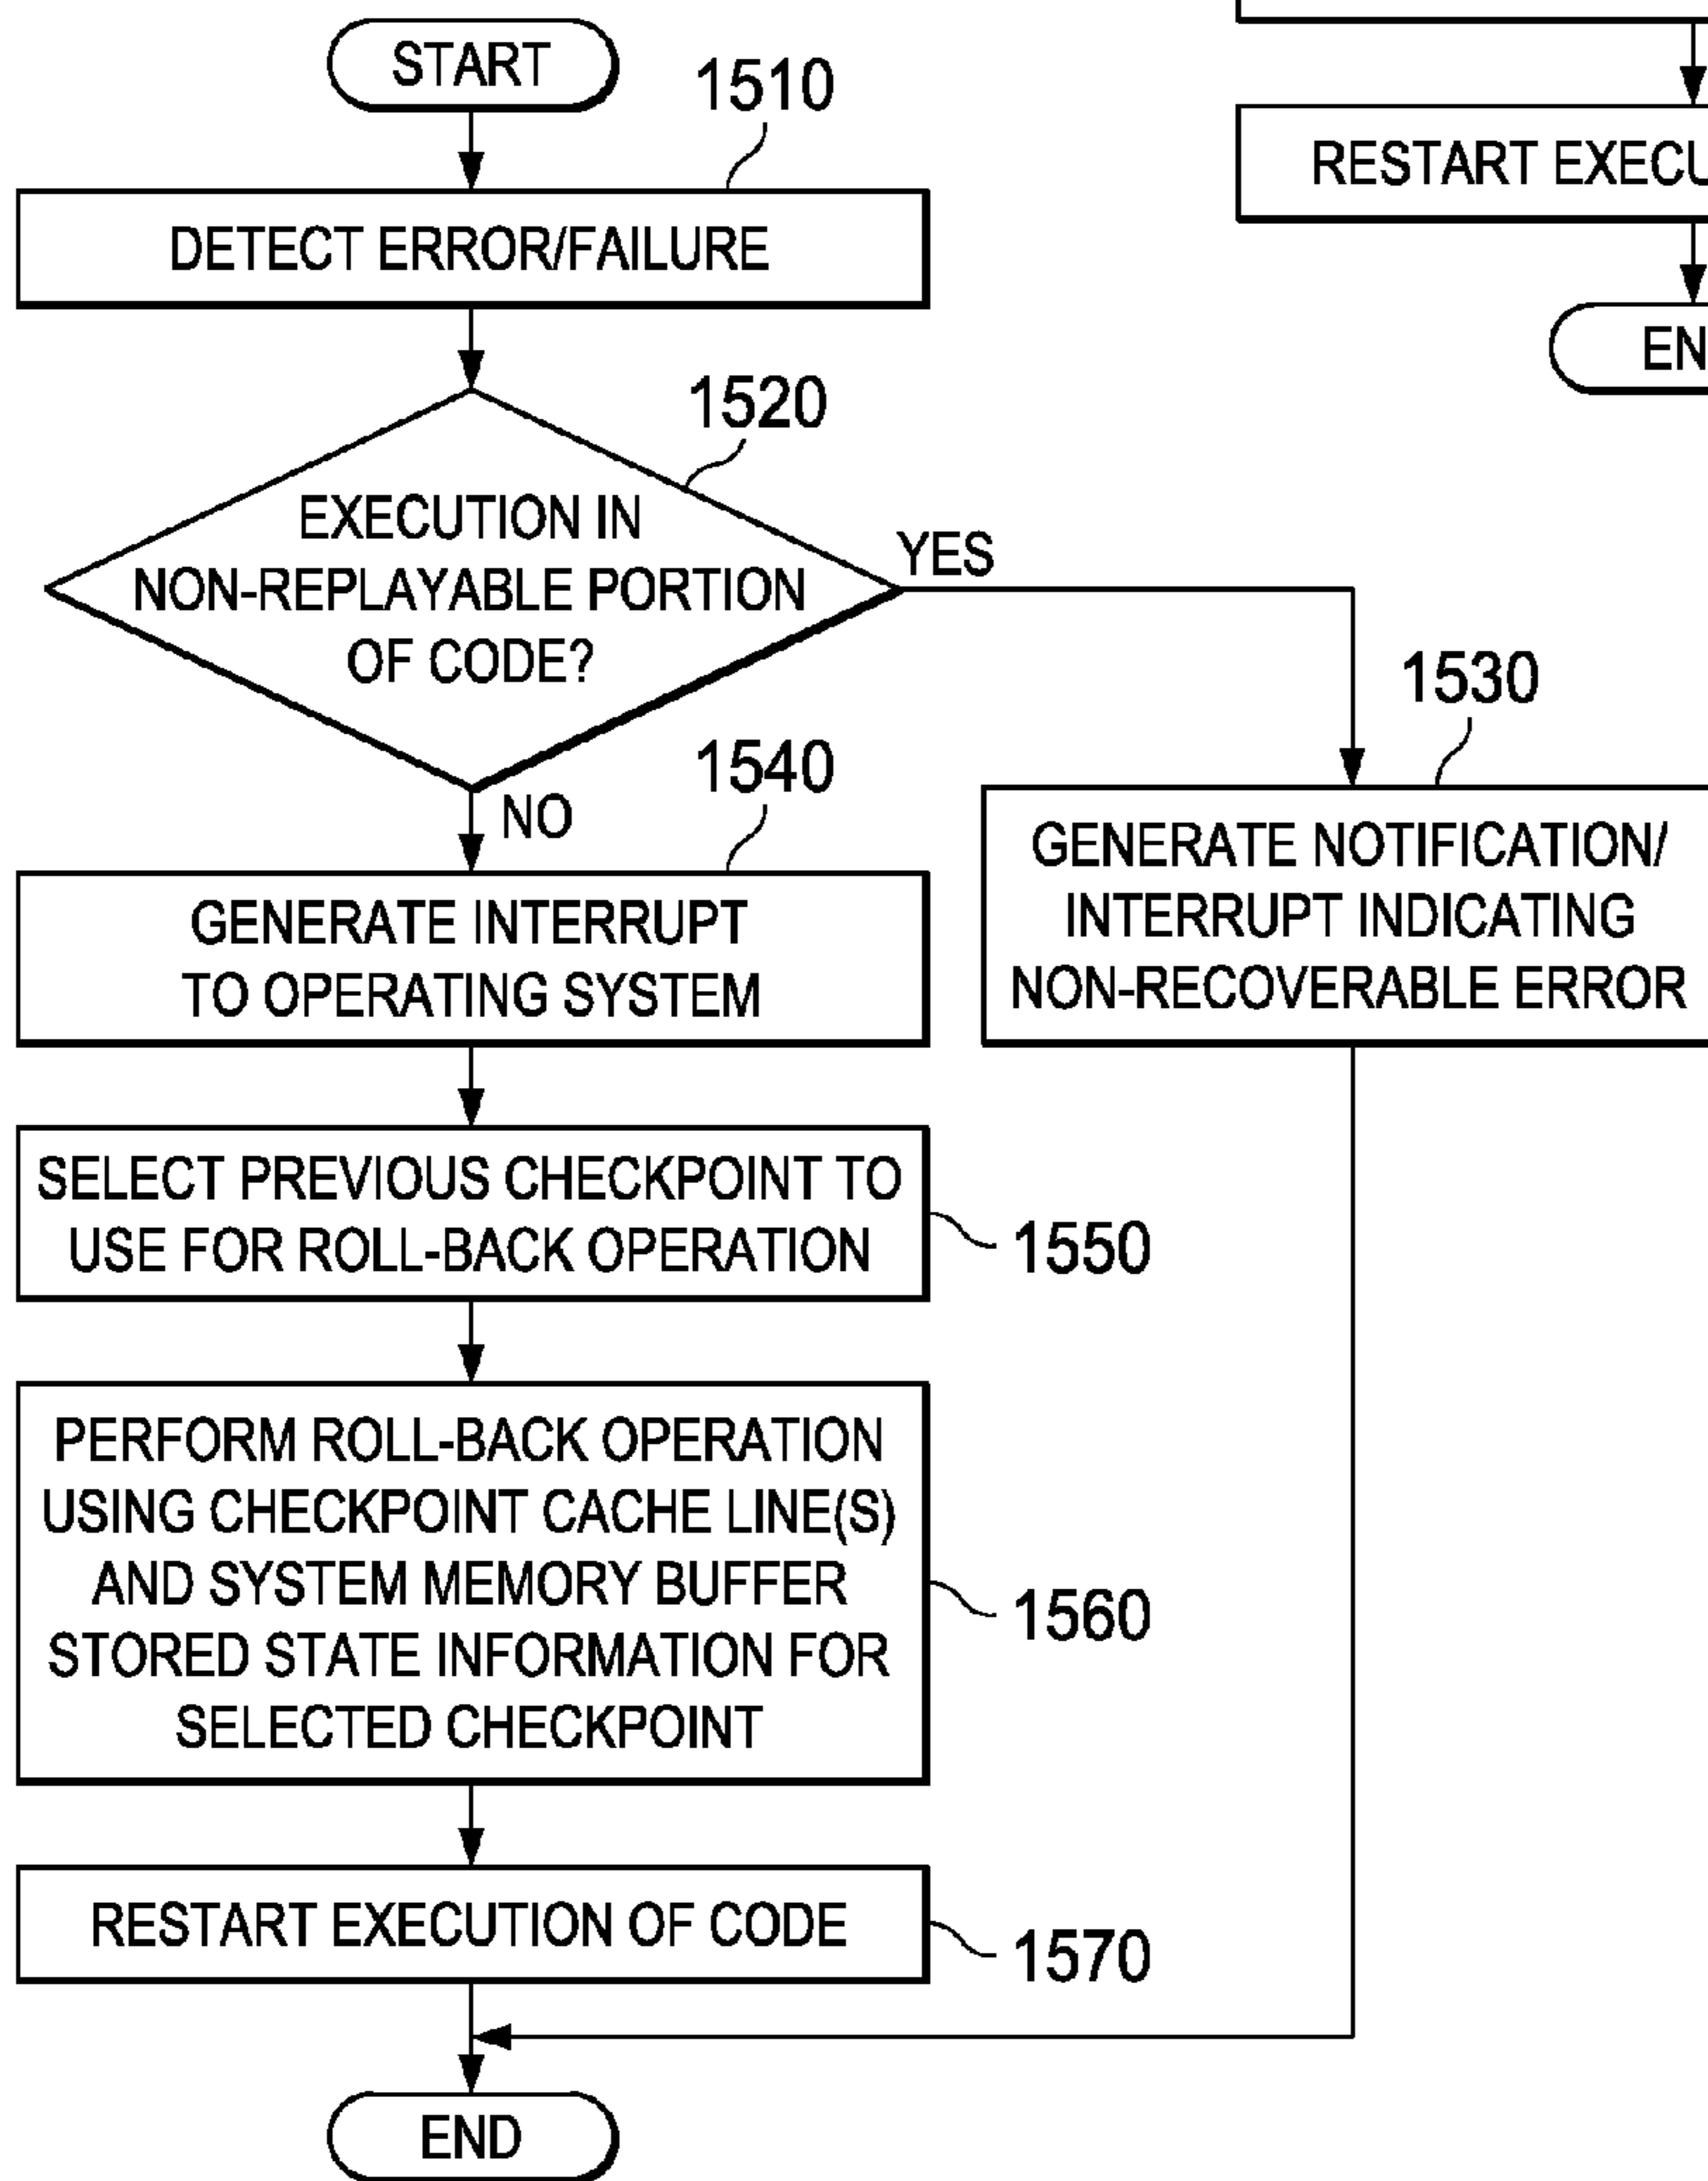 START
1510
DETECT ERROR/FAILURE
1520
EXECUTION IN
NON-REPLAYABLE PORTION
OF CODE?
YES
NO
1530
GENERATE NOTIFICATION/
INTERRUPT INDICATING
NON-RECOVERABLE ERROR
1540
GENERATE INTERRUPT
TO OPERATING SYSTEM
SELECT PREVIOUS CHECKPOINT TO
USE FOR ROLL-BACK OPERATION
1550
PERFORM ROLL-BACK OPERATION
USING CHECKPOINT CACHE LINE(S)
AND SYSTEM MEMORY BUFFER
STORED STATE INFORMATION FOR
SELECTED CHECKPOINT
1560
RESTART EXECUTION OF CODE
1570
END
RESTART